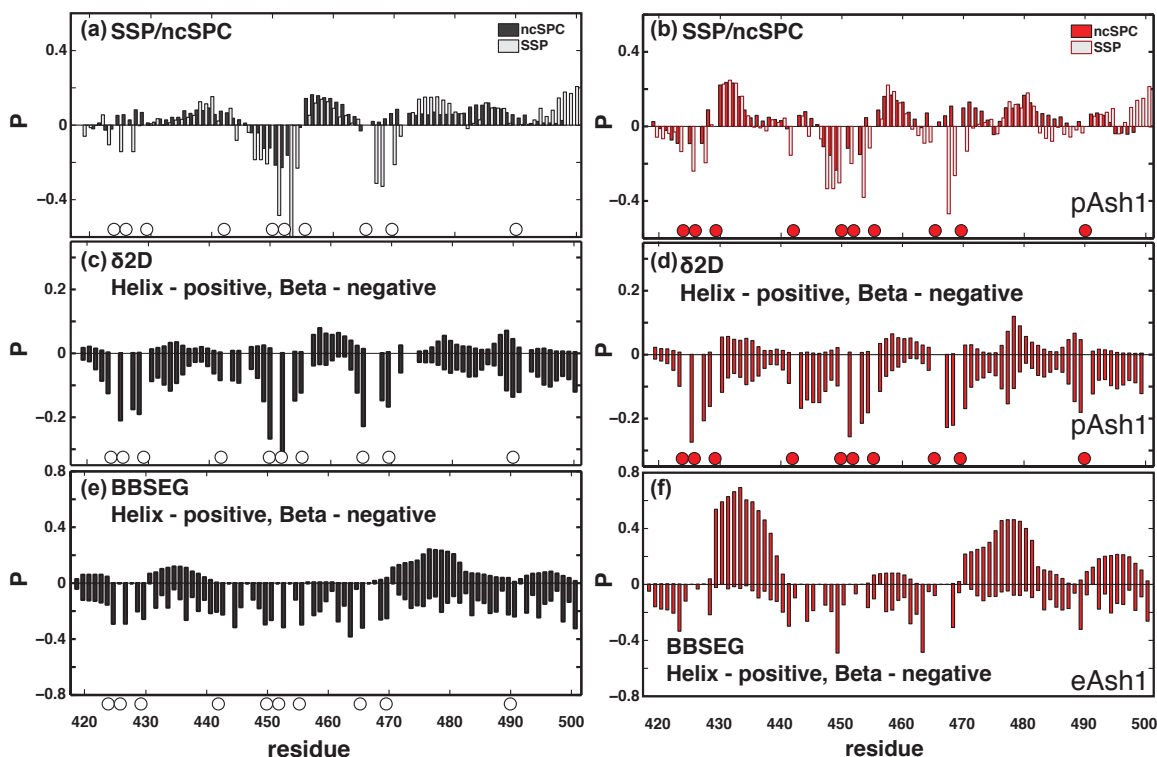 (a) SSP/ncSPC
ncSPC
SSP
0.4
0
−0.4
P
(b) SSP/ncSPC
ncSPC
SSP
0.4
0
−0.4
P
pAsh1
(c) δ2D
Helix - positive, Beta - negative
0.2
0
−0.2
P
(d) δ2D
Helix - positive, Beta - negative
0.2
0
−0.2
P
pAsh1
(e) BBSEG
Helix - positive, Beta - negative
0.8
0.4
0
−0.4
−0.8
P
420 430 440 450 460 470 480 490 500
residue
(f)
0.8
0.4
0
−0.4
−0.8
P
BBSEG
Helix - positive, Beta - negative
eAsh1
420 430 440 450 460 470 480 490 500
residue